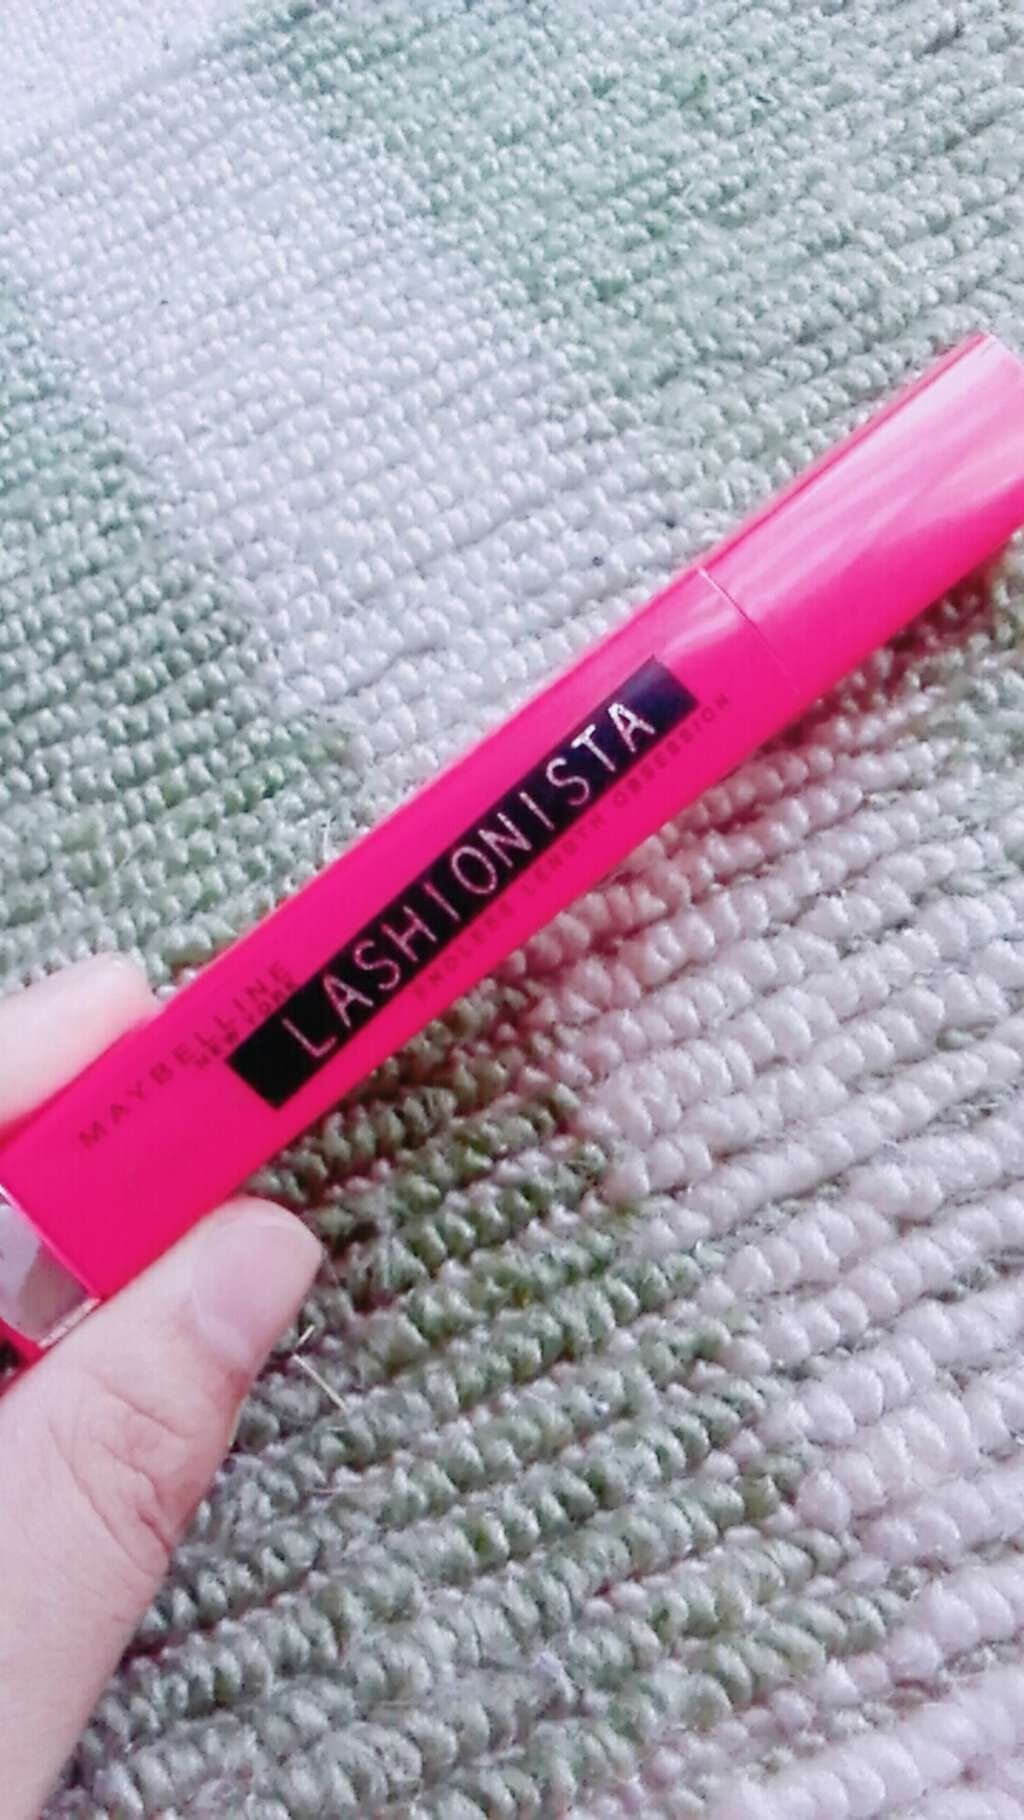 MAYBELLINE
NEW YORK
LASHIONISTA
ENDLESS LENGTH OBSESSION